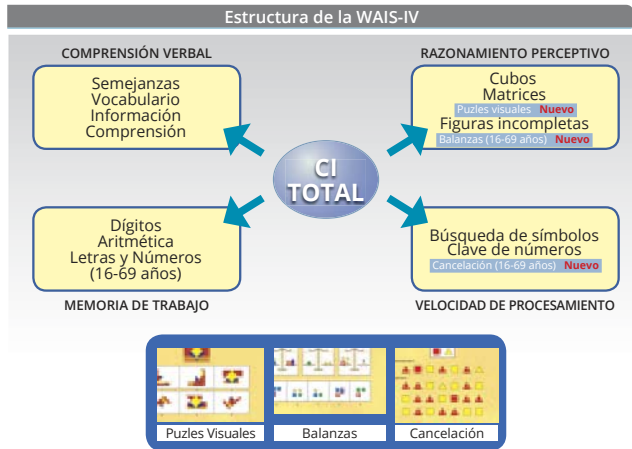 Estructura de la WAIS-IV
COMPRENSIÓN VERBAL
Semejanzas
Vocabulario
Información
Comprensión
RAZONAMIENTO PERCEPTIVO
Cubos
Matrices
Puzles visuales Nuevo
Figuras incompletas
Balanzas (16-69 años) Nuevo
CI
TOTAL
Dígitos
Aritmética
Letras y Números
(16-69 años)
MEMORIA DE TRABAJO
Búsqueda de símbolos
Clave de números
Cancelación (16-69 años) Nuevo
VELOCIDAD DE PROCESAMIENTO
Puzles Visuales
Balanzas
Cancelación